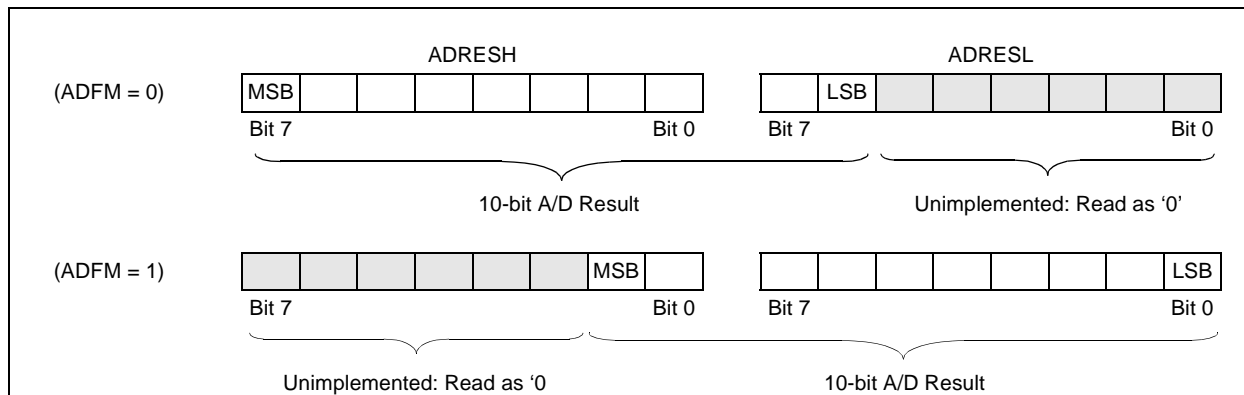 ADRESH ADRESL
(ADFM = 0) MSB LSB
Bit 7 Bit 0 Bit 7 Bit 0
10-bit A/D Result Unimplemented: Read as ‘0’
(ADFM = 1) MSB LSB
Bit 7 Bit 0 Bit 7 Bit 0
Unimplemented: Read as ‘0 10-bit A/D Result